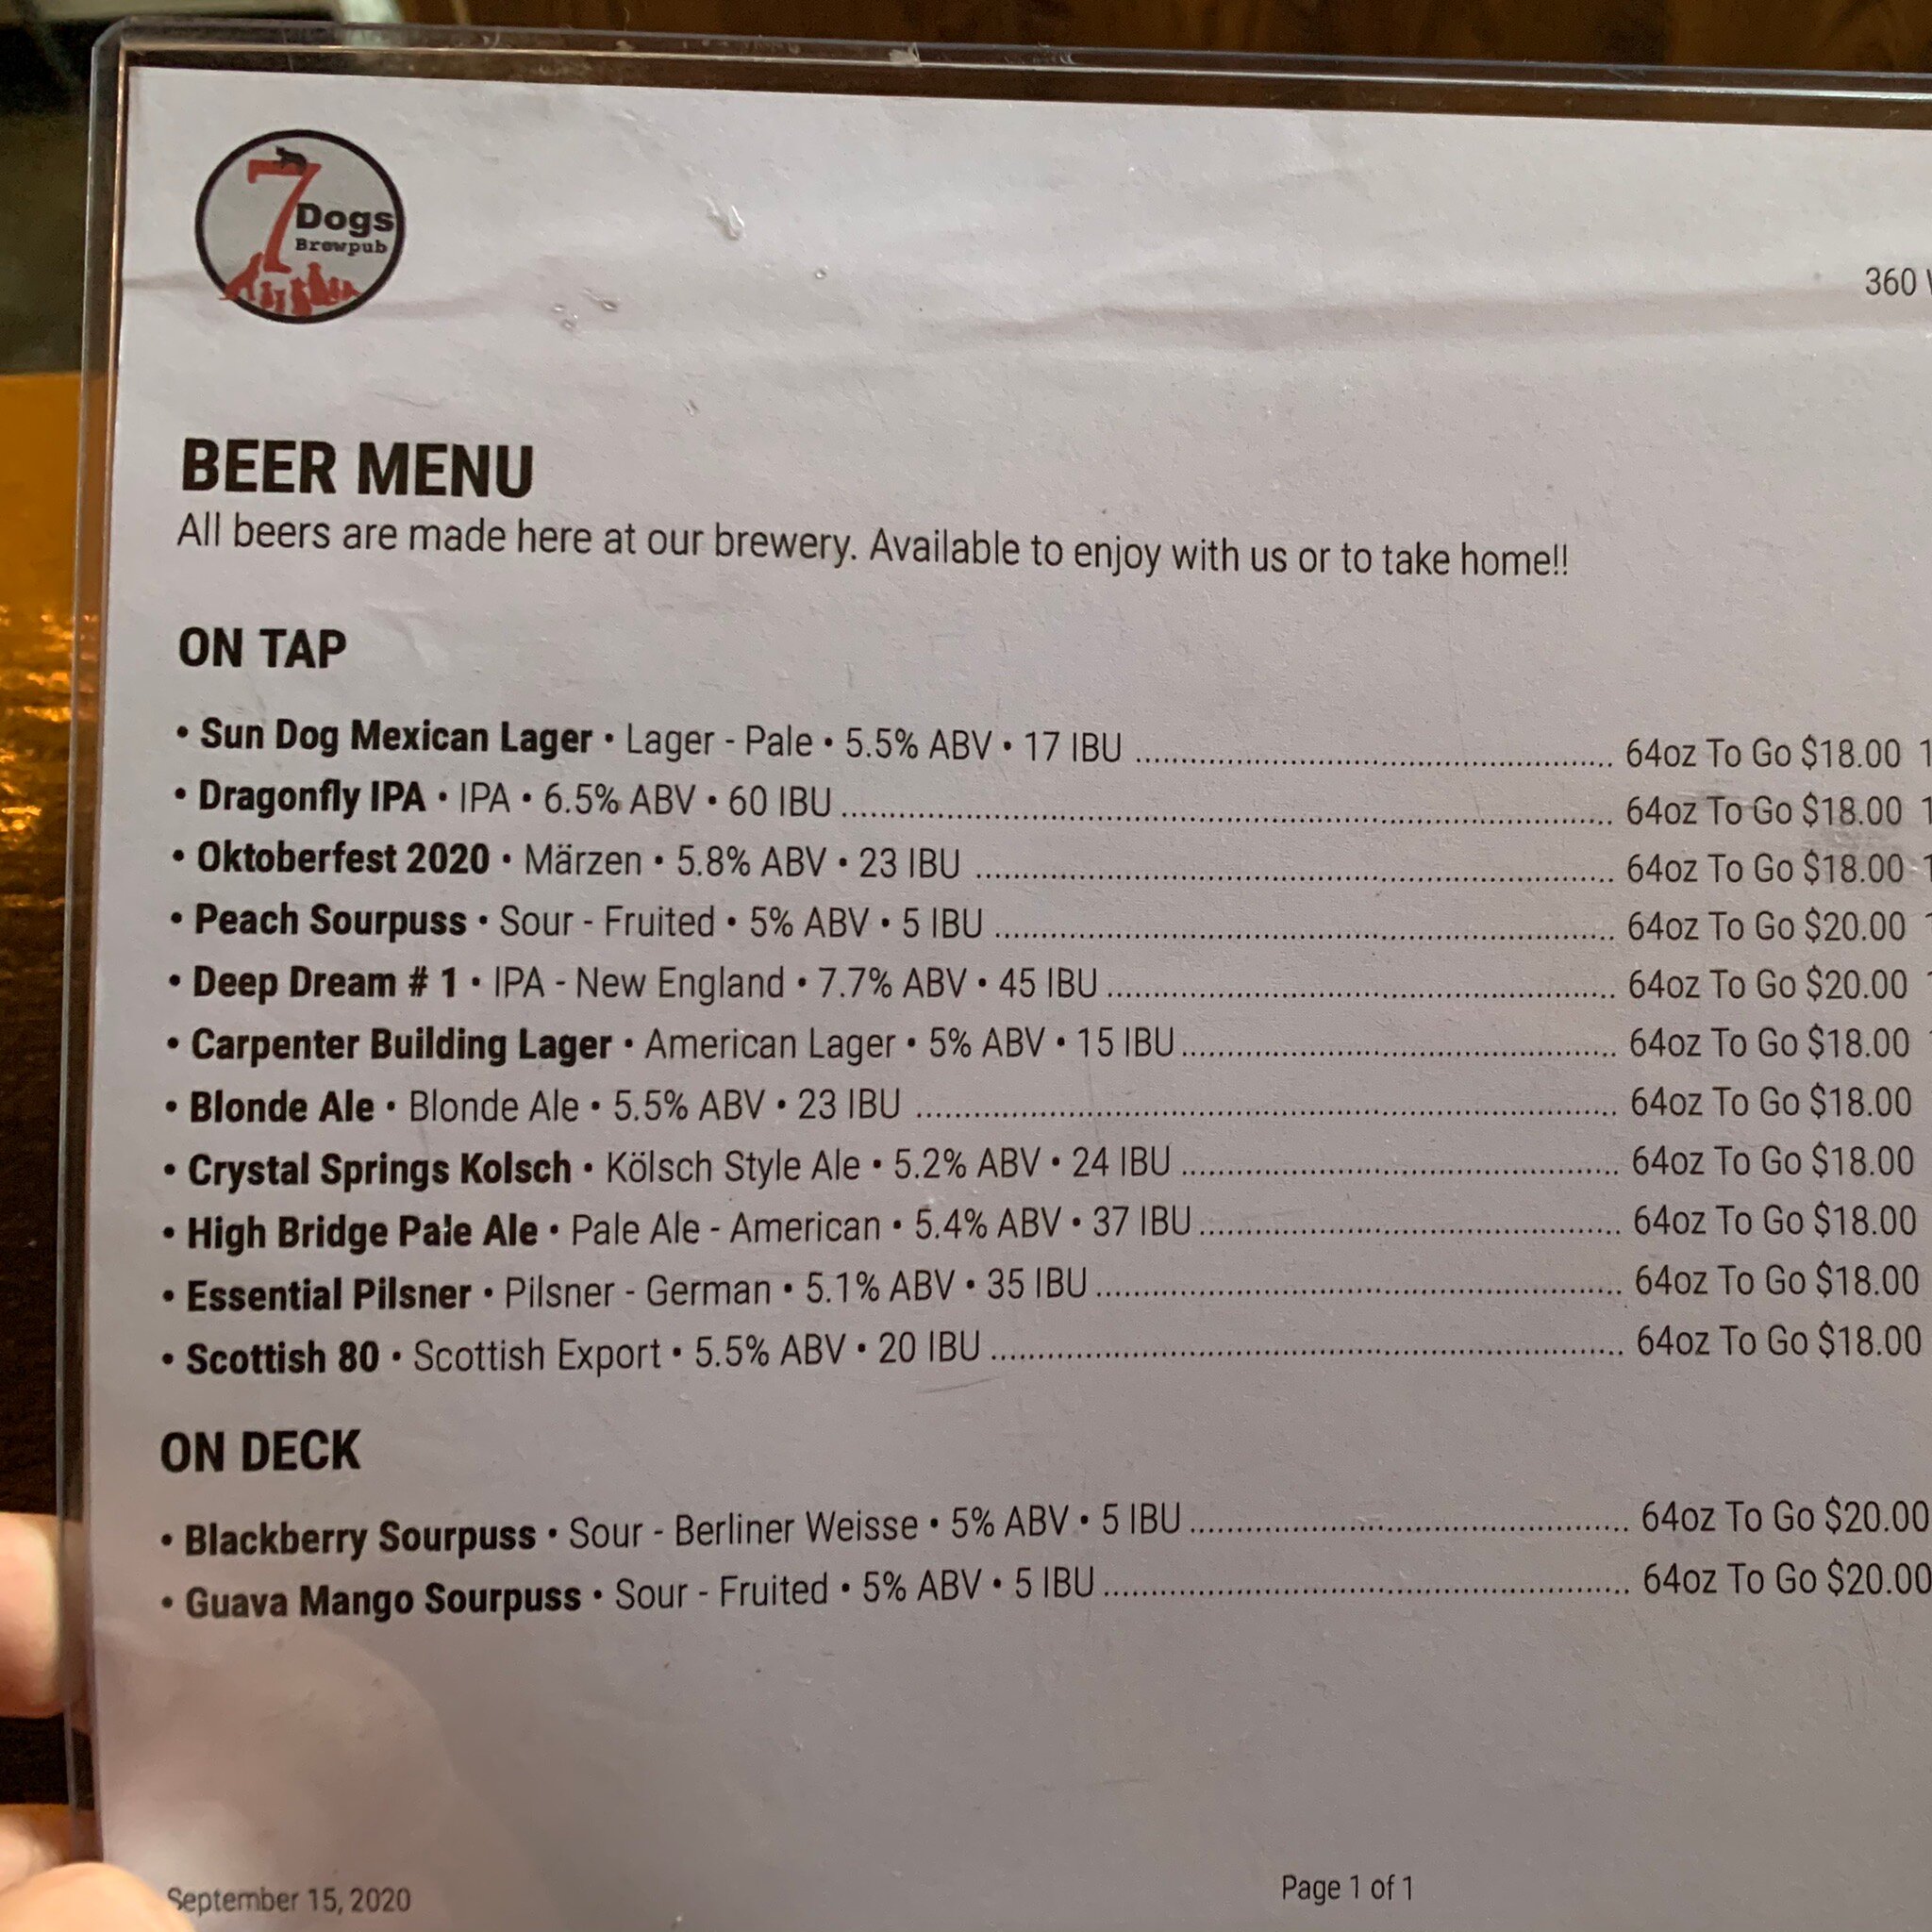 7
Dogs
Brewpub
360
BEER MENU
All beers are made here at our brewery. Available to enjoy with us or to take home!!
ON TAP
• Sun Dog Mexican Lager • Lager - Pale • 5.5% ABV • 17 IBU ........ 64oz To Go $18.00
• Dragonfly IPA • IPA • 6.5% ABV • 60 IBU ........ 64oz To Go $18.00
• Oktoberfest 2020 • Märzen • 5.8% ABV • 23 IBU ........ 64oz To Go $18.00
• Peach Sourpuss • Sour - Fruited • 5% ABV • 5 IBU ........ 64oz To Go $20.00
• Deep Dream # 1 • IPA - New England • 7.7% ABV • 45 IBU ........ 64oz To Go $20.00
• Carpenter Building Lager • American Lager • 5% ABV • 15 IBU ........ 64oz To Go $18.00
• Blonde Ale • Blonde Ale • 5.5% ABV • 23 IBU ........ 64oz To Go $18.00
• Crystal Springs Kolsch • Kölsch Style Ale • 5.2% ABV • 24 IBU ........ 64oz To Go $18.00
• High Bridge Pale Ale • Pale Ale - American • 5.4% ABV • 37 IBU ........ 64oz To Go $18.00
• Essential Pilsner • Pilsner - German • 5.1% ABV • 35 IBU ........ 64oz To Go $18.00
• Scottish 80 • Scottish Export • 5.5% ABV • 20 IBU ........ 64oz To Go $18.00
ON DECK
• Blackberry Sourpuss • Sour - Berliner Weisse • 5% ABV • 5 IBU ........ 64oz To Go $20.00
• Guava Mango Sourpuss • Sour - Fruited • 5% ABV • 5 IBU ........ 64oz To Go $20.00
September 15, 2020
Page 1 of 1